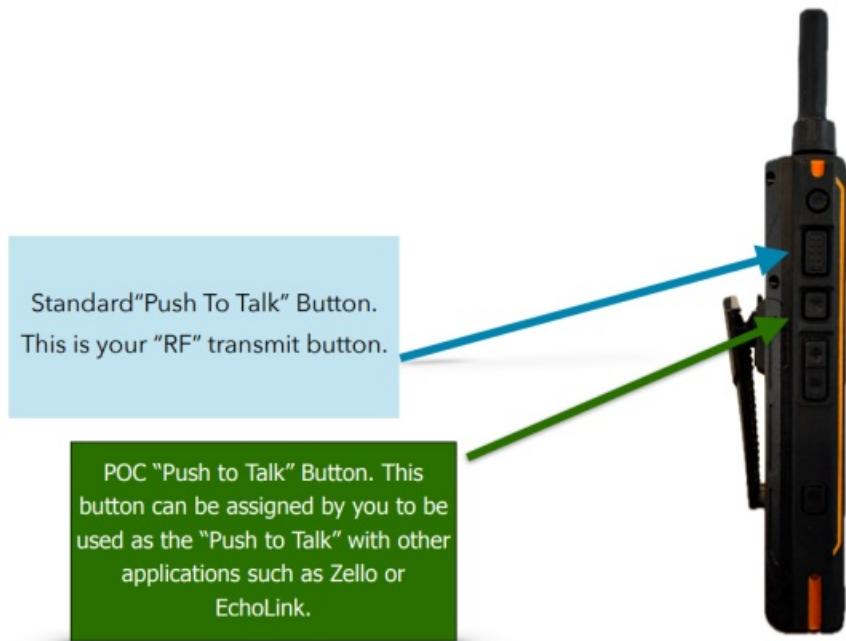 Standard“Push To Talk” Button.
This is your “RF” transmit button.
POC “Push to Talk” Button. This
button can be assigned by you to be
used as the “Push to Talk” with other
applications such as Zello or
EchoLink.